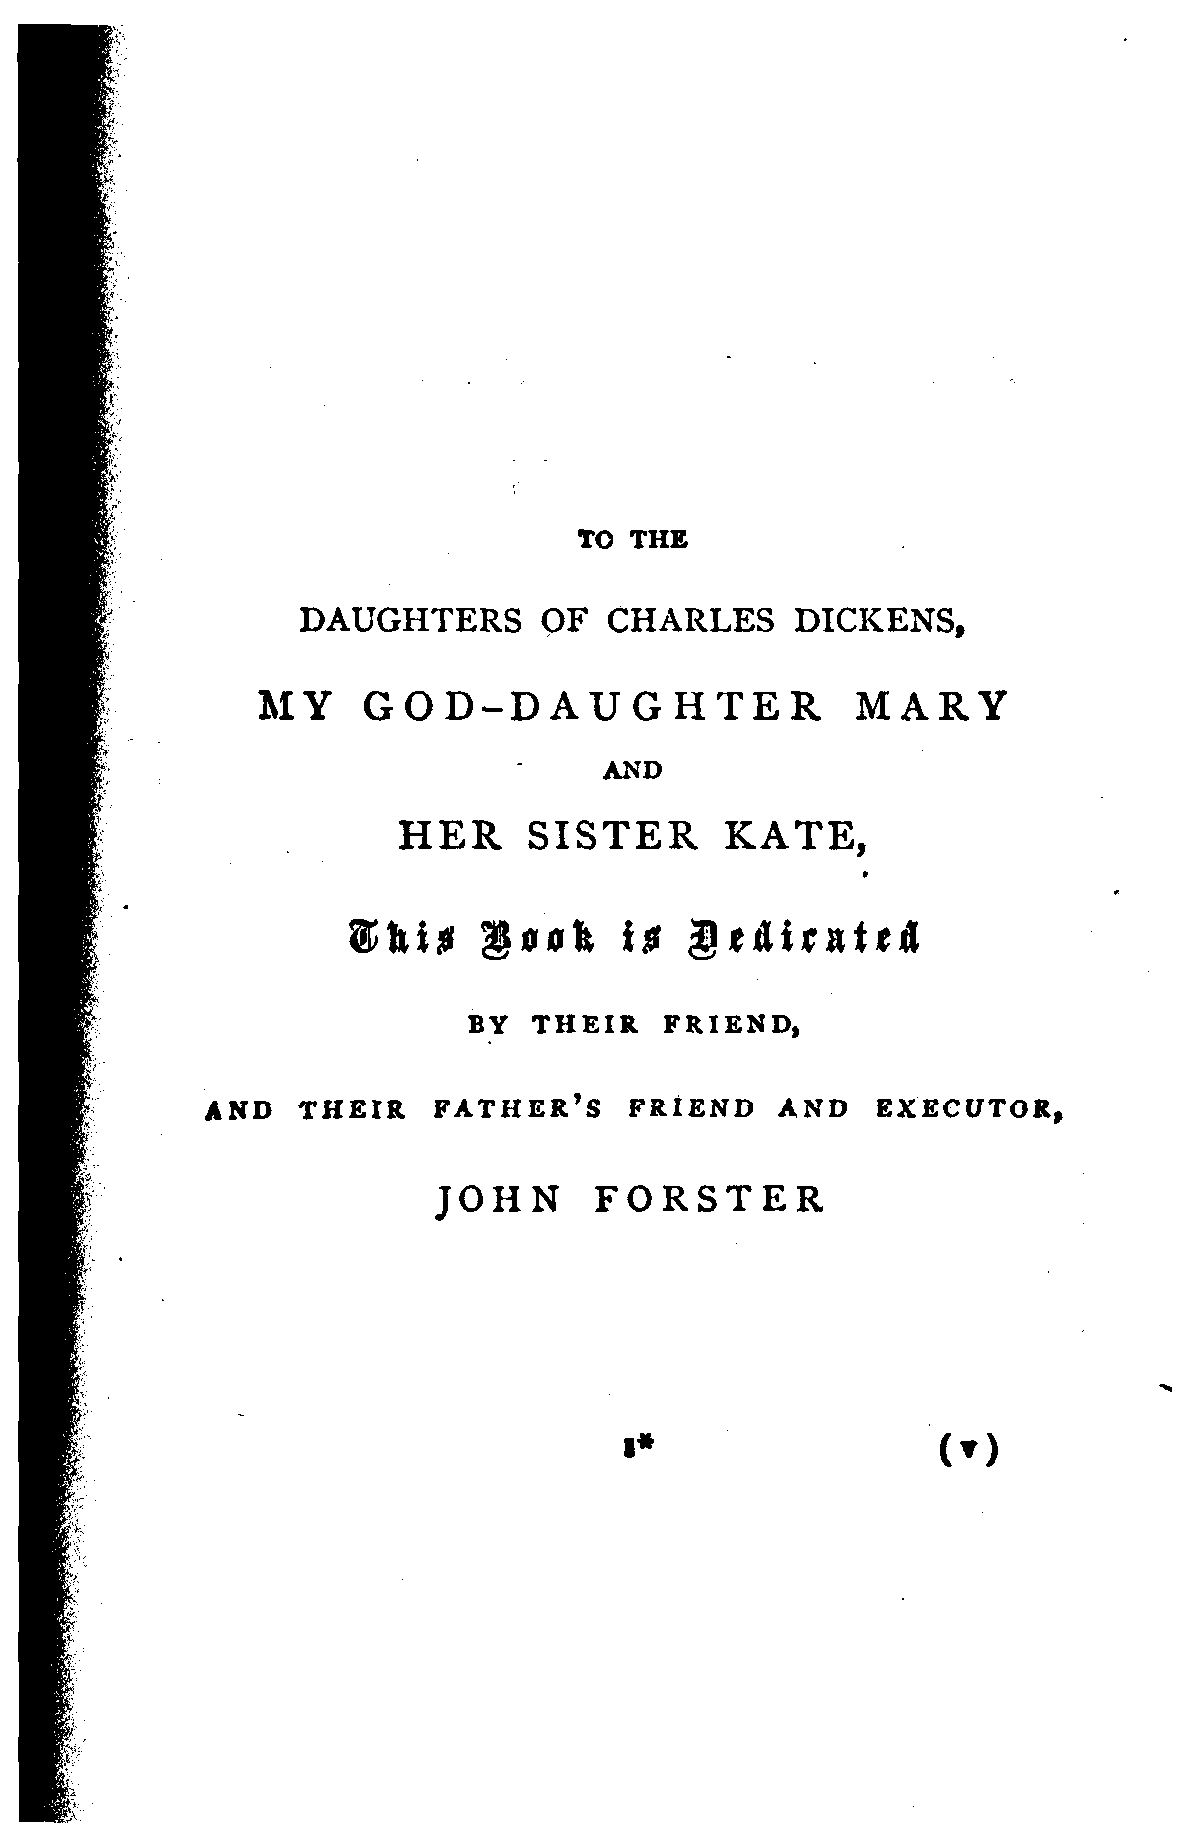 TO THE
DAUGHTERS OF CHARLES DICKENS,
MY GOD-DAUGHTER MARY
AND
HER SISTER KATE,
This Book is Dedicated
BY THEIR FRIEND,
AND THEIR FATHER'S FRIEND AND EXECUTOR,
JOHN FORSTER
1* (v)